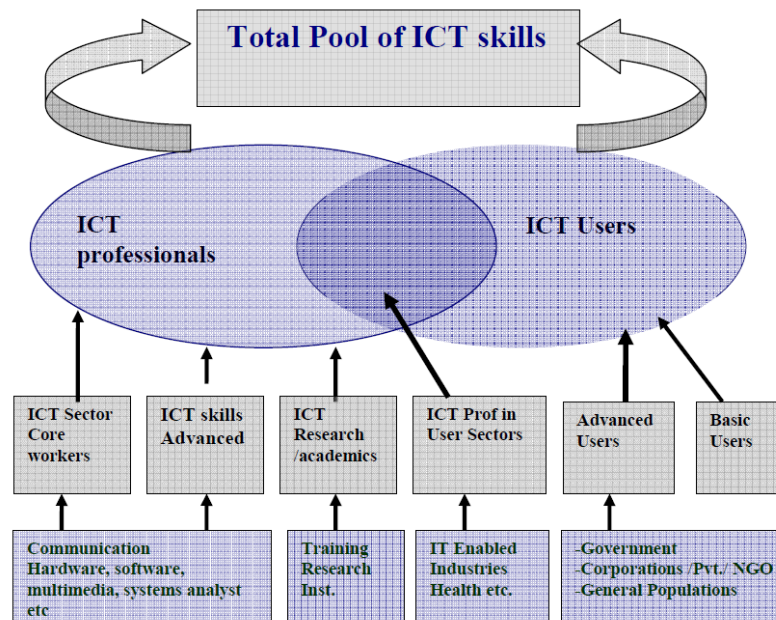 Total Pool of ICT skills
ICT
professionals
ICT Users
ICT Sector
Core
workers
ICT skills
Advanced
ICT
Research
/academics
ICT Prof in
User Sectors
Advanced
Users
Basic
Users
Communication
Hardware, software,
multimedia, systems analyst
etc
Training
Research
Inst.
IT Enabled
Industries
Health etc.
-Government
-Corporations /Pvt./ NGO
-General Populations